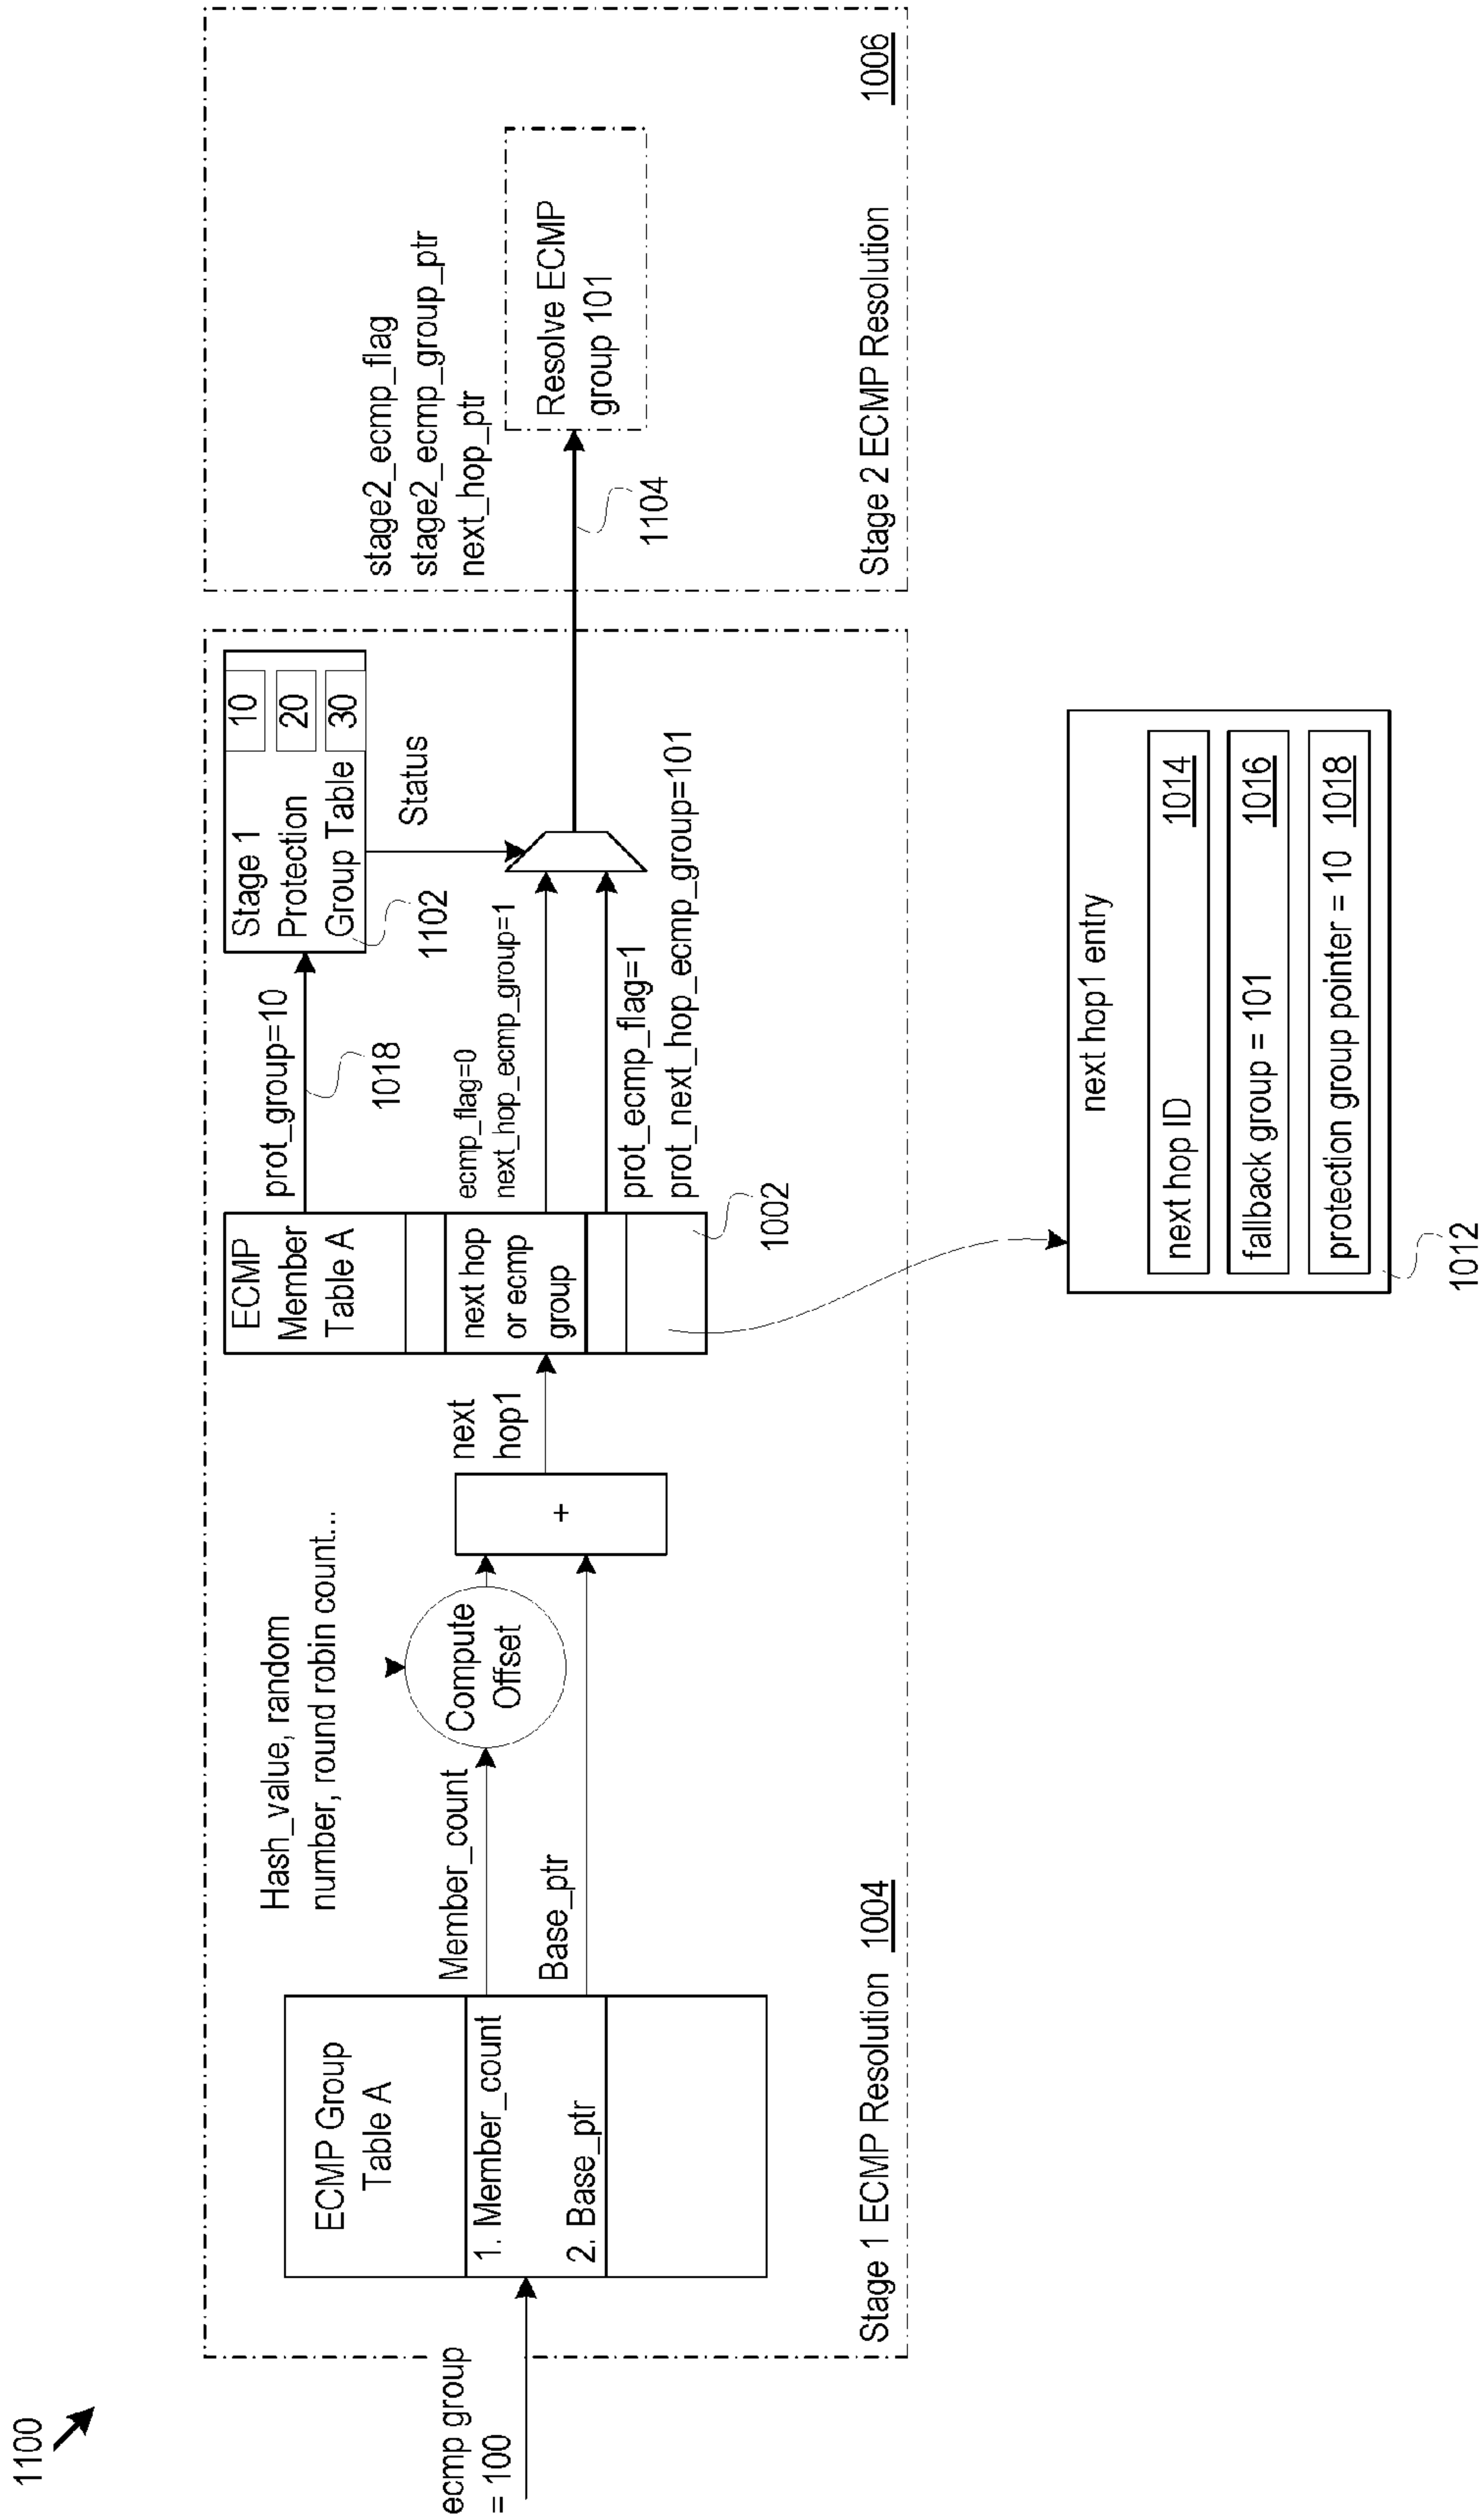 1100
ecmp group
= 100
ECMP Group
Table A
1. Member_count
2. Base_ptr
Member_count
Base_ptr
Hash_value, random
number, round robin count...
Compute
Offset
+
next
hop1
ECMP
Member
Table A
next hop
or ecmp
group
1002
prot_group=10
1018
ecmp_flag=0
next_hop_ecmp_group=1
prot_ecmp_flag=1
prot_next_hop_ecmp_group=101
Stage 1
Protection
Group Table
10
20
30
1102
Status
Stage 1 ECMP Resolution 1004
stage2_ecmp_flag
stage2_ecmp_group_ptr
next_hop_ptr
1104
Resolve ECMP
group 101
Stage 2 ECMP Resolution 1006
next hop1 entry
next hop ID 1014
fallback group = 101 1016
protection group pointer = 10 1018
1012